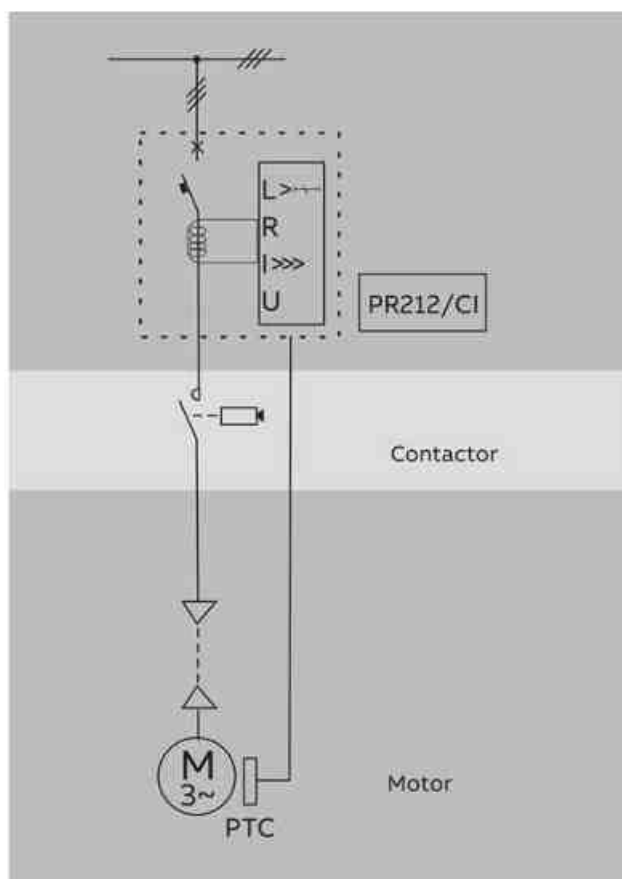 L>
R
I>>>
U
PR212/CI
Contactor
M
3~
PTC
Motor